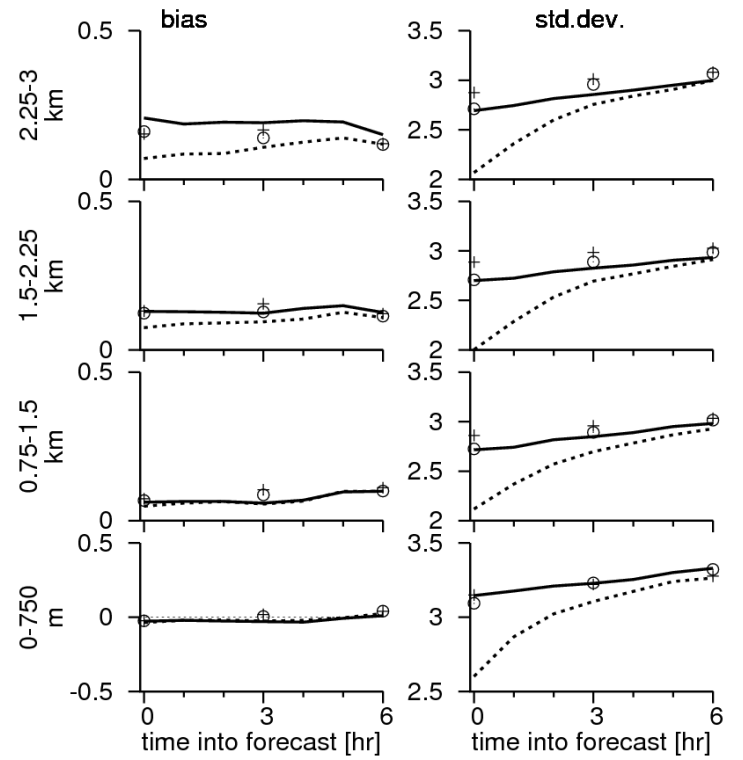 bias std.dev.
0.5 3.5
2.25-3 km 3
2.5
0 2
0.5 3.5
1.5-2.25 km 3
2.5
0 2
0.5 3.5
0.75-1.5 km 3
2.5
0 2
0.5 3.5
0-750 m 0 3
-0.5 2.5
0 3 6 0 3 6
time into forecast [hr] time into forecast [hr]